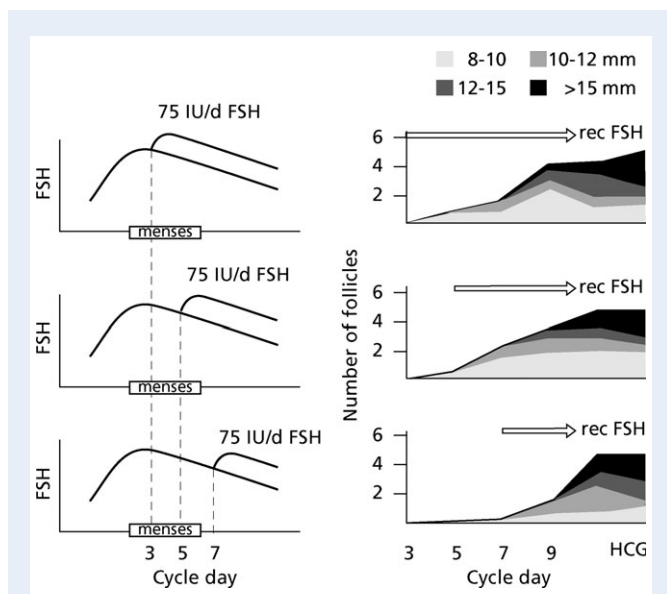 8-10
10-12 mm
12-15
>15 mm
75 IU/d FSH
FSH
menses
75 IU/d FSH
FSH
menses
75 IU/d FSH
FSH
menses
3 5 7
Cycle day
Number of follicles
6
4
2
rec FSH
6
4
2
rec FSH
6
4
2
rec FSH
3 5 7 9 HCG
Cycle day